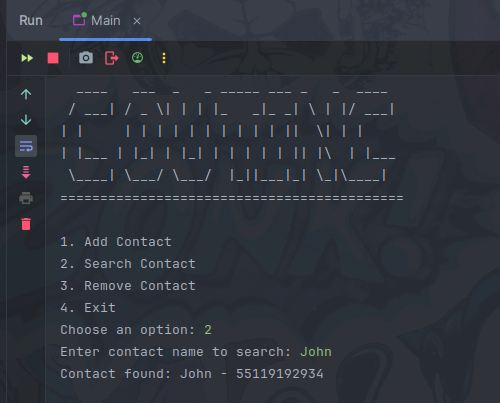 Run
Main
  ____   ___  _   _ _____ ___ _   _  ____
 / ___| / _ \| | | |_   _|_ _| \ | |/ ___|
| |     | | | | | | | | | | ||  \| | |
| |___ | |_| | |_| | | | | || |\  | |___
 \____| \___/ \___/  |_||___|_| \_|\____|
===========================================
1. Add Contact
2. Search Contact
3. Remove Contact
4. Exit
Choose an option: 2
Enter contact name to search: John
Contact found: John - 55119192934